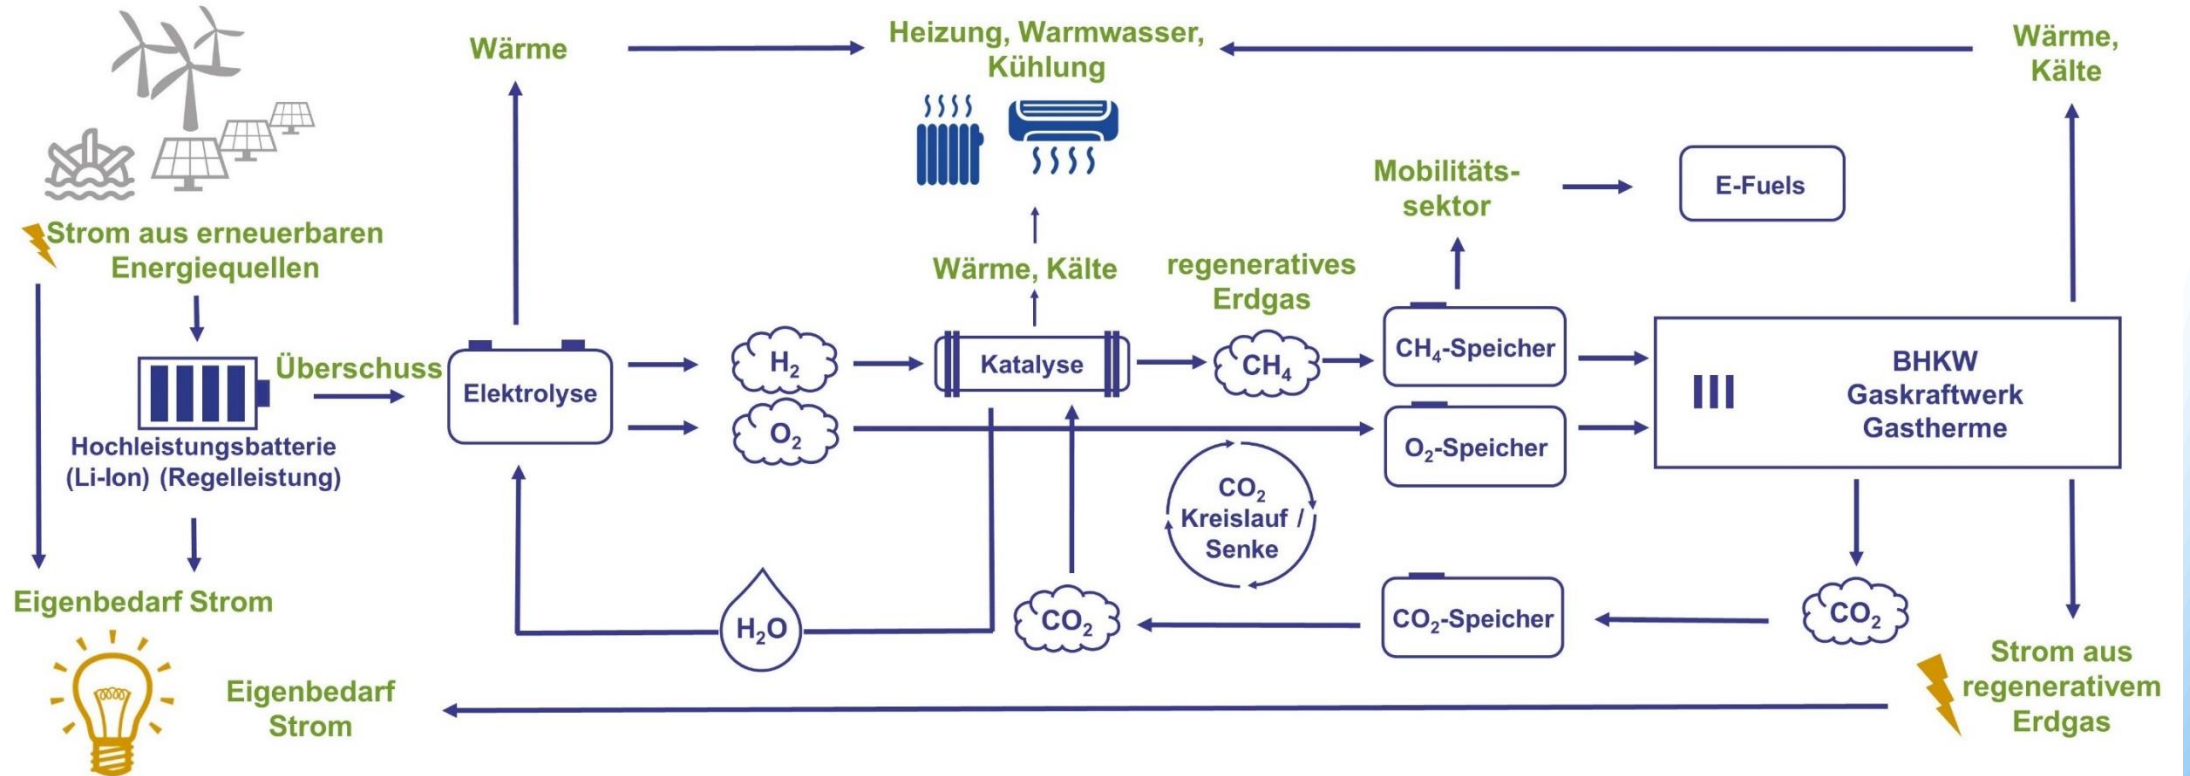 Wärme
Heizung, Warmwasser,
Kühlung
Wärme,
Kälte
Mobilitäts-
sektor
E-Fuels
Strom aus erneuerbaren
Energiequellen
Wärme, Kälte
regeneratives
Erdgas
Überschuss
Elektrolyse
H₂
Katalyse
CH₄
CH₄-Speicher
BHKW
Gaskraftwerk
Gastherme
Hochleistungsbatterie
(Li-Ion) (Regelleistung)
O₂
O₂-Speicher
CO₂
Kreislauf /
Senke
Eigenbedarf Strom
H₂O
CO₂
CO₂-Speicher
CO₂
Eigenbedarf
Strom
Strom aus
regenerativem
Erdgas